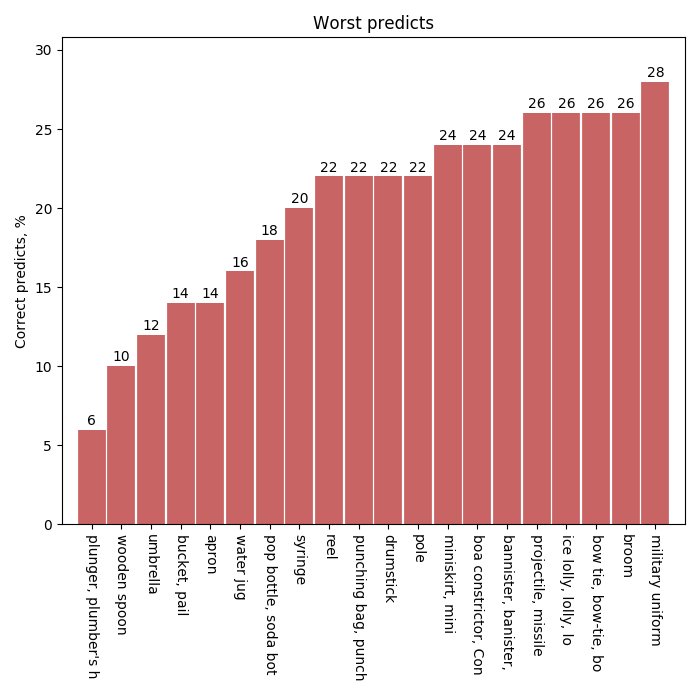 Worst predicts
Correct predicts, %
30
25
20
15
10
5
0
6
10
12
14
14
16
18
20
22
22
22
22
24
24
24
26
26
26
26
28
plunger, plumber's h
wooden spoon
umbrella
bucket, pail
apron
water jug
pop bottle, soda bot
syringe
reel
punching bag, punch
drumstick
pole
miniskirt, mini
boa constrictor, Con
bannister, banister,
projectile, missile
ice lolly, lolly, lo
bow tie, bow-tie, bo
broom
military uniform